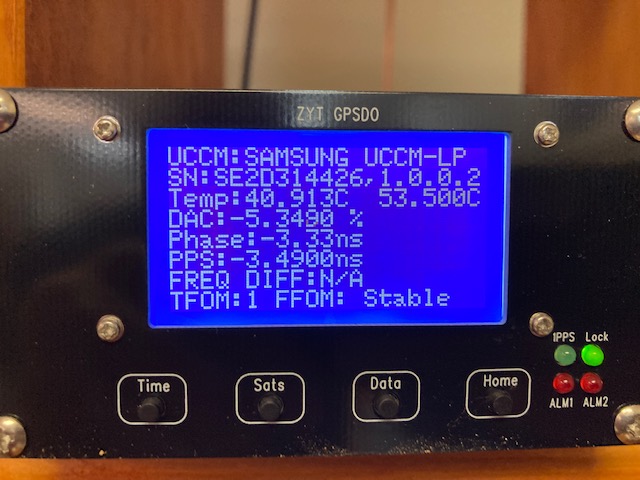 ZYT GPSDO
UCCM:SAMSUNG UCCM-LP
SN:SE2D314426,1.0.0.2
Temp:40.913C 53.500C
DAC:-5.3490 %
Phase:-3.33ns
PPS:-3.4900ns
FREQ DIFF:N/A
TFOM:1 FFOM: Stable
1PPS Lock
Time Sats Data Home
ALM1 ALM2